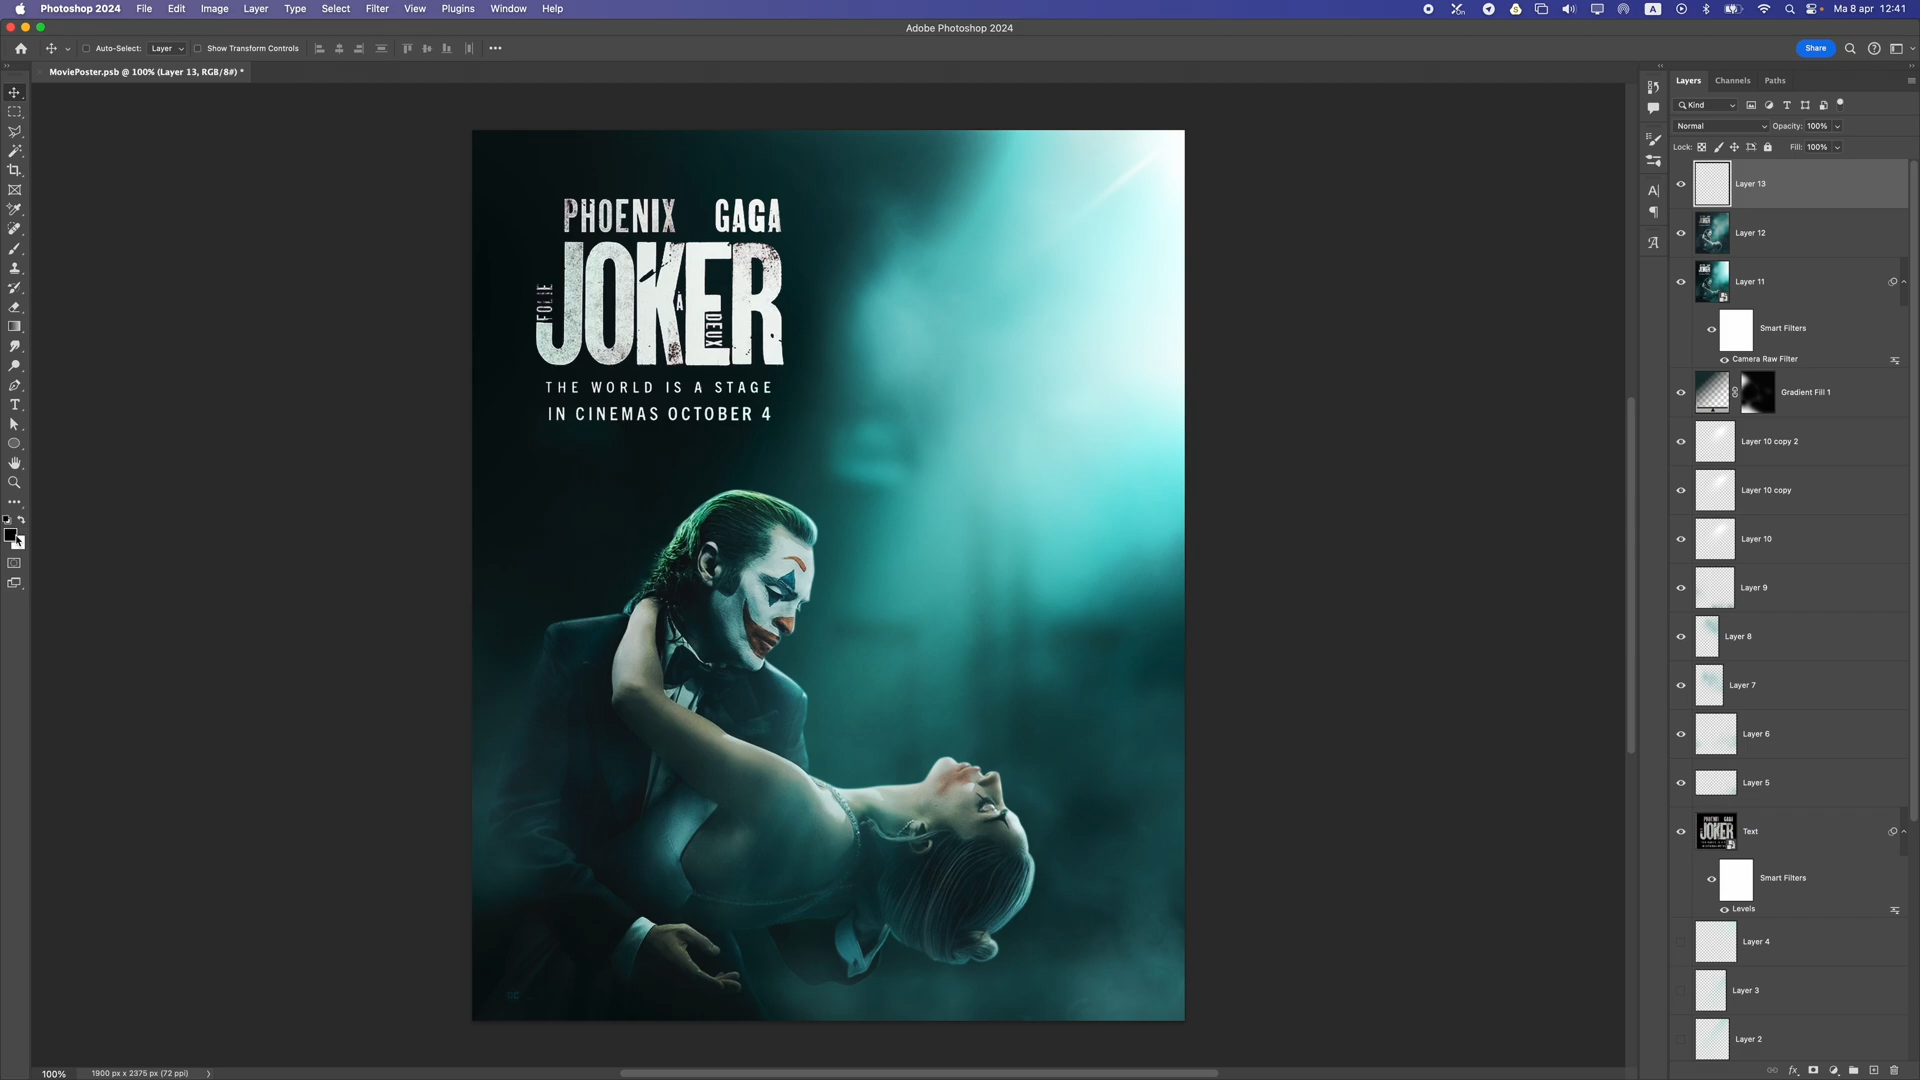 Photoshop 2024 File Edit Image Layer Type Select Filter View Plugins Window Help
A Ma 8 apr 12:41
Adobe Photoshop 2024
Auto-Select: Layer Show Transform Controls
Share
MoviePoster.psb @ 100% (Layer 13, RGB/8#) *
Layers Channels Paths
Kind
Normal Opacity: 100%
Lock: Fill: 100%
Layer 13
Layer 12
Layer 11
Smart Filters
Camera Raw Filter
Gradient Fill 1
Layer 10 copy 2
Layer 10 copy
Layer 10
Layer 9
Layer 8
Layer 7
Layer 6
Layer 5
Text
Smart Filters
Levels
Layer 4
Layer 3
Layer 2
PHOENIX GAGA
JOKER
FOLIE
À
DEUX
THE WORLD IS A STAGE
IN CINEMAS OCTOBER 4
100% 1900 px x 2375 px (72 ppi)